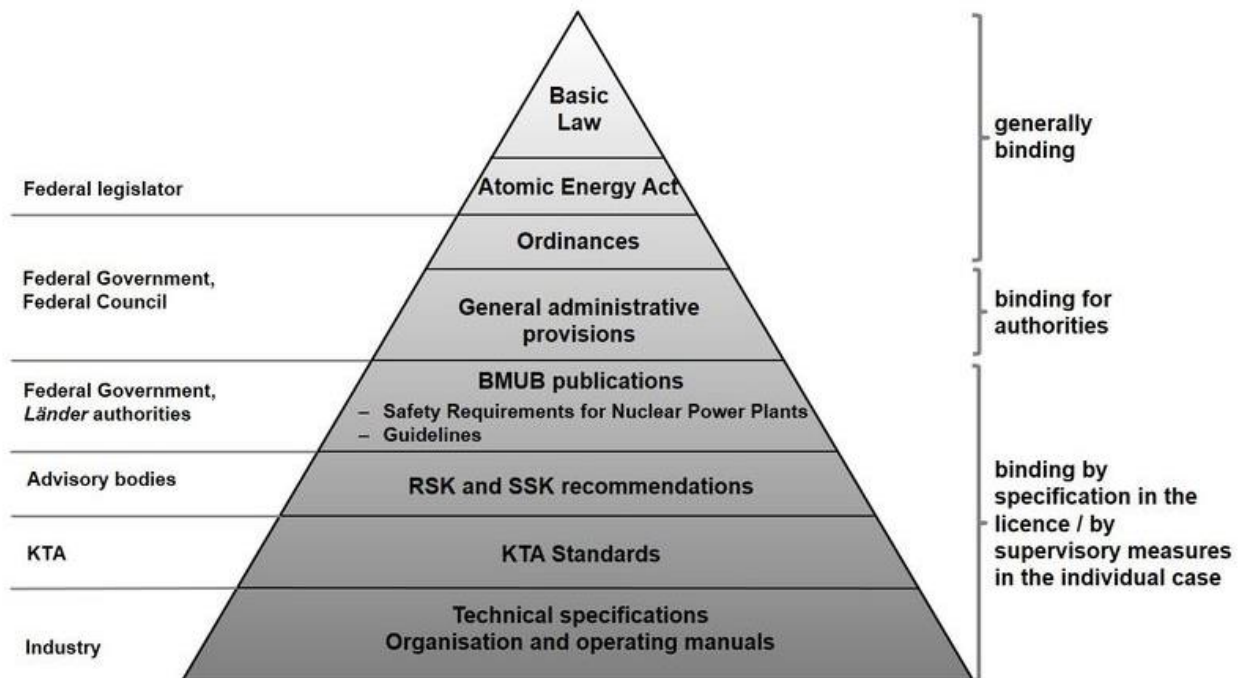 Basic
Law
generally
binding
Federal legislator
Atomic Energy Act
Ordinances
Federal Government,
Federal Council
General administrative
provisions
binding for
authorities
Federal Government,
Länder authorities
BMUB publications
– Safety Requirements for Nuclear Power Plants
– Guidelines
Advisory bodies
RSK and SSK recommendations
binding by
specification in the
licence / by
supervisory measures
in the individual case
KTA
KTA Standards
Industry
Technical specifications
Organisation and operating manuals